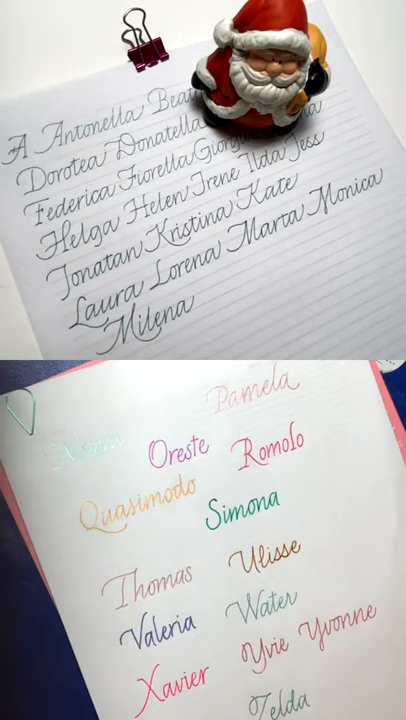 A Antonella
Dorotea Donatella
Federica Fiorella
Helga Helen Irene Ilda Jess
Jonatan Kristina Kate
Laura Lorena Marta Monica
Milena
Pamela
Oreste Romolo
Quasimodo Simona
Thomas Ulisse
Valeria Water
Xavier Yvie Yvonne
Zelda